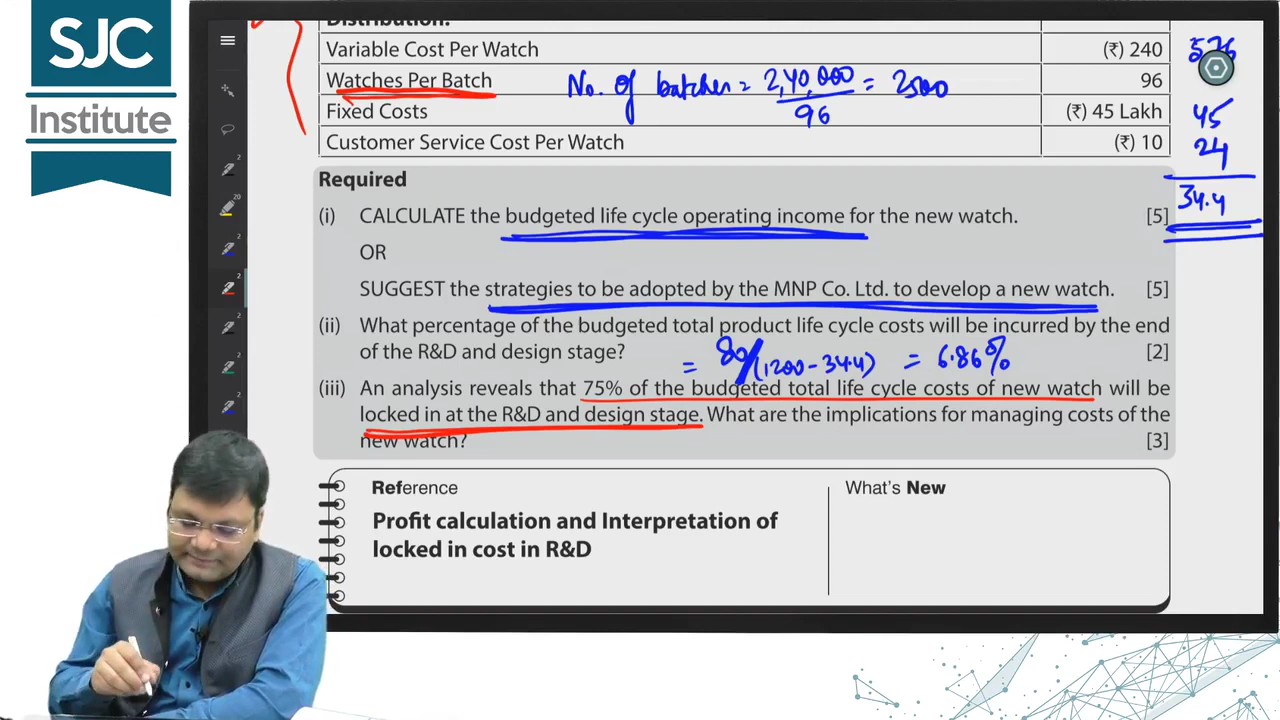 SJC
Institute
Distribution:
Variable Cost Per Watch (₹) 240
576
Watches Per Batch No. of batches = 2,40,000 / 96 = 2500 96
Fixed Costs (₹) 45 Lakh
45
Customer Service Cost Per Watch (₹) 10
24
34.4
Required
(i) CALCULATE the budgeted life cycle operating income for the new watch. [5]
OR
SUGGEST the strategies to be adopted by the MNP Co. Ltd. to develop a new watch. [5]
(ii) What percentage of the budgeted total product life cycle costs will be incurred by the end
of the R&D and design stage? [2]
= 80/(1200-34.4) = 6.86%
(iii) An analysis reveals that 75% of the budgeted total life cycle costs of new watch will be
locked in at the R&D and design stage. What are the implications for managing costs of the
new watch? [3]
Reference
Profit calculation and Interpretation of
locked in cost in R&D
What's New